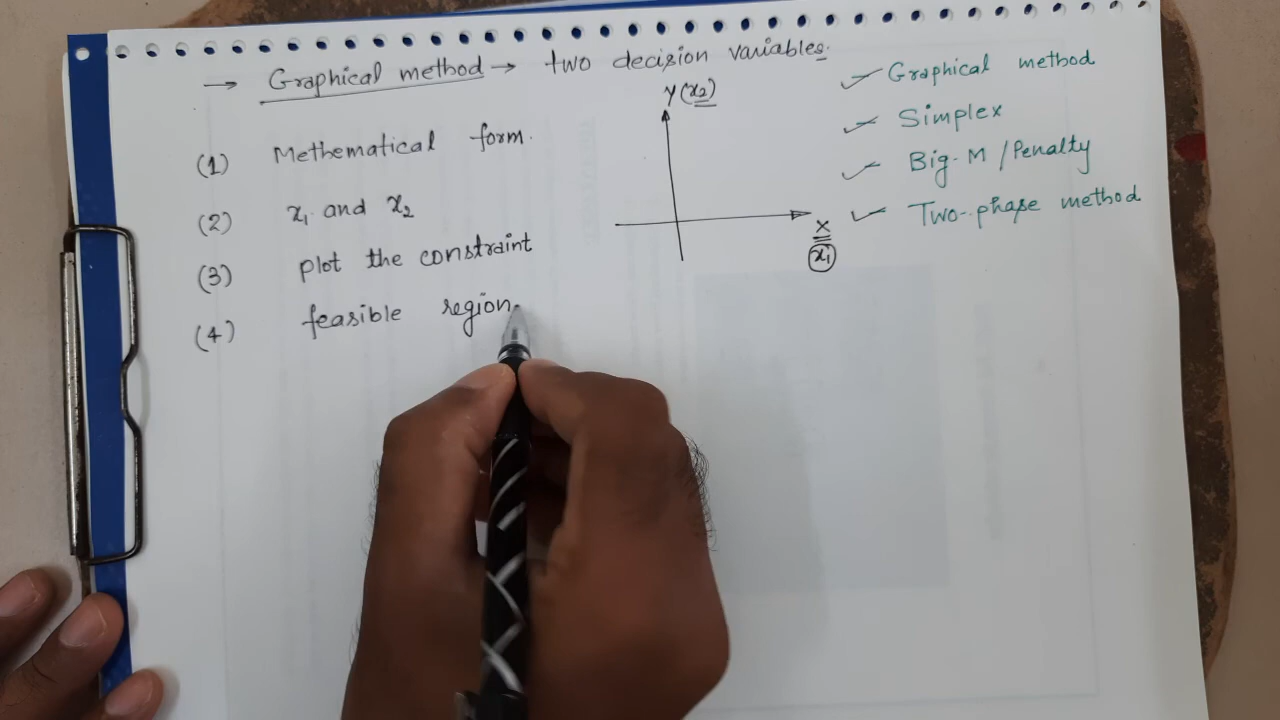 → Graphical method → two decision variables.
(1) Methematical form.
(2) x₁ and x₂
(3) plot the constraint
(4) feasible region.
Y(x₂)
X
x₁
✓ Graphical method
✓ Simplex
✓ Big-M / Penalty
✓ Two-phase method